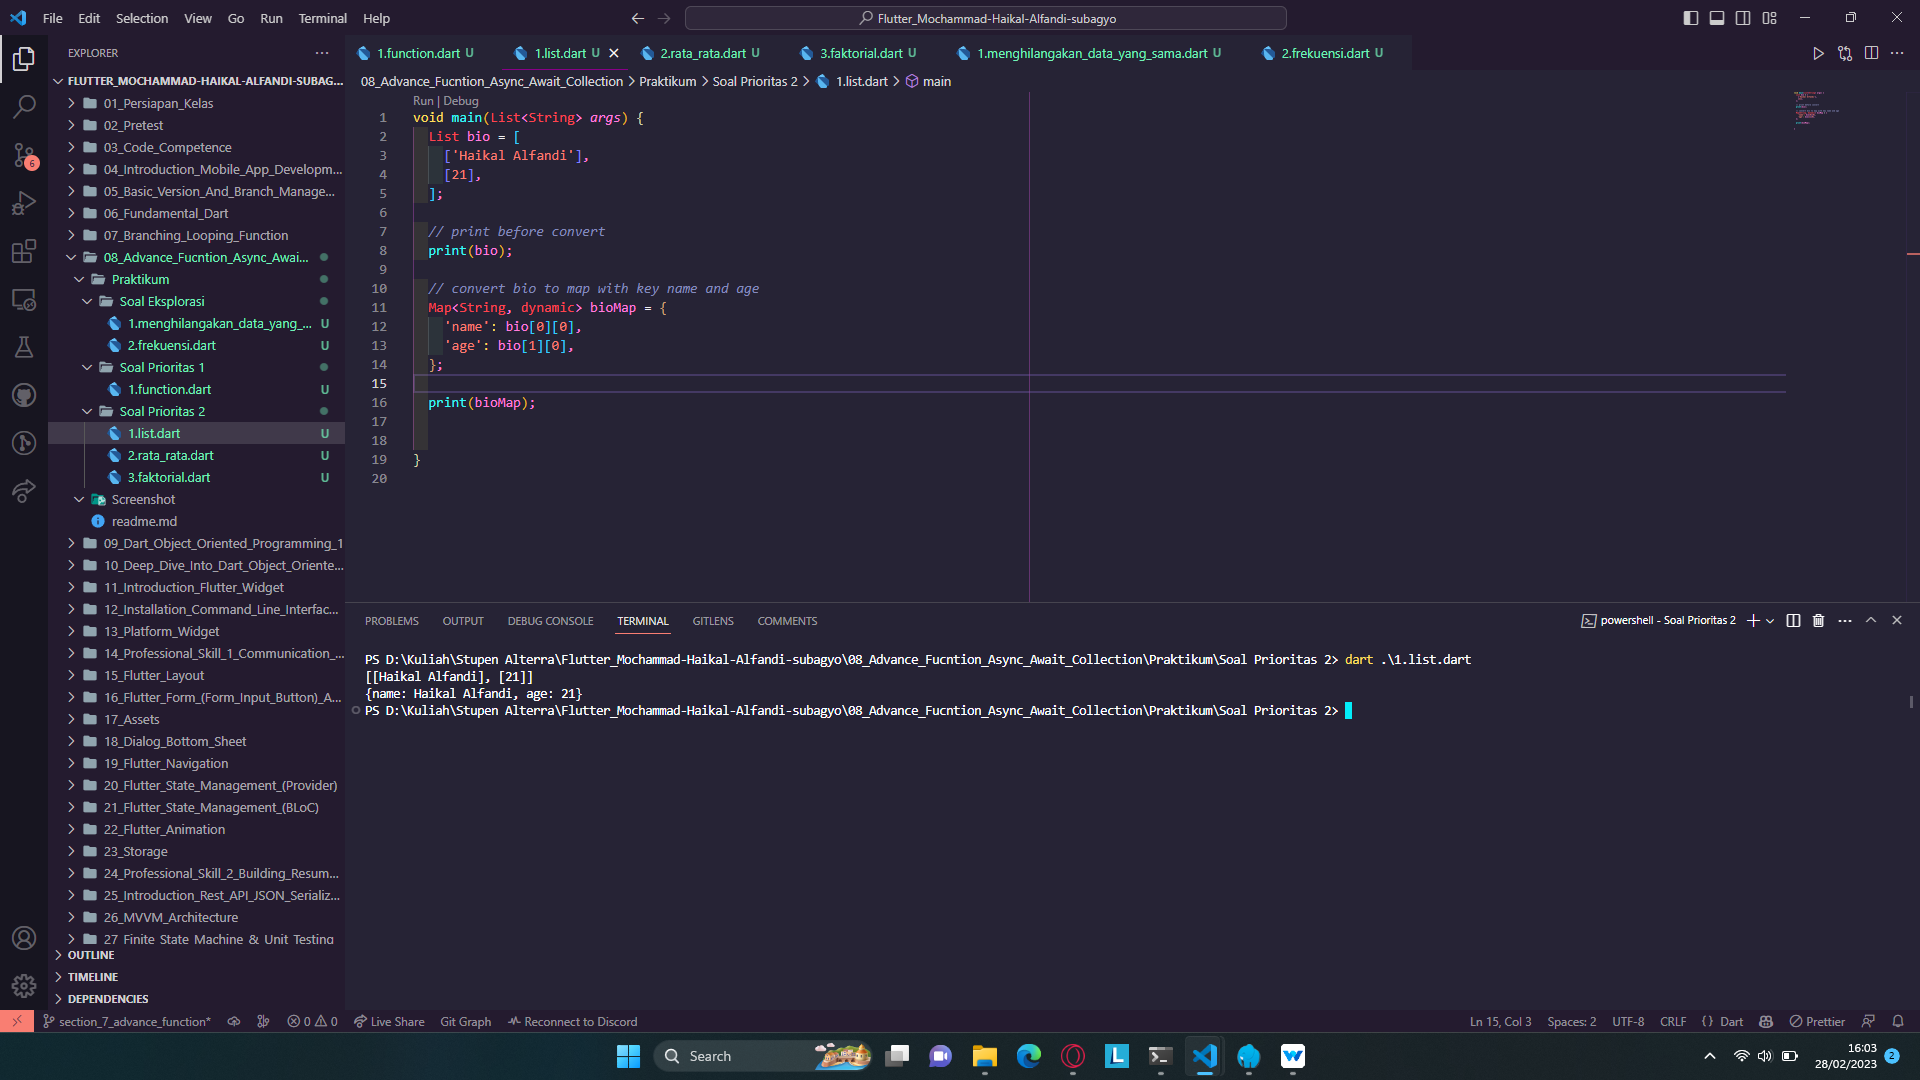 File Edit Selection View Go Run Terminal Help
Flutter_Mochammad-Haikal-Alfandi-subagyo
EXPLORER
FLUTTER_MOCHAMMAD-HAIKAL-ALFANDI-SUBAG...
01_Persiapan_Kelas
02_Pretest
03_Code_Competence
04_Introduction_Mobile_App_Developm...
05_Basic_Version_And_Branch_Manage...
06_Fundamental_Dart
07_Branching_Looping_Function
08_Advance_Fucntion_Async_Awai...
Praktikum
Soal Eksplorasi
1.menghilangakan_data_yang_... U
2.frekuensi.dart U
Soal Prioritas 1
1.function.dart U
Soal Prioritas 2
1.list.dart U
2.rata_rata.dart U
3.faktorial.dart U
Screenshot
readme.md
09_Dart_Object_Oriented_Programming_1
10_Deep_Dive_Into_Dart_Object_Oriente...
11_Introduction_Flutter_Widget
12_Installation_Command_Line_Interfac...
13_Platform_Widget
14_Professional_Skill_1_Communication_...
15_Flutter_Layout
16_Flutter_Form_(Form_Input_Button)_A...
17_Assets
18_Dialog_Bottom_Sheet
19_Flutter_Navigation
20_Flutter_State_Management_(Provider)
21_Flutter_State_Management_(BLoC)
22_Flutter_Animation
23_Storage
24_Professional_Skill_2_Building_Resum...
25_Introduction_Rest_API_JSON_Serializ...
26_MVVM_Architecture
27 Finite State Machine & Unit Testing
OUTLINE
TIMELINE
DEPENDENCIES
6
1.function.dart U 1.list.dart U 2.rata_rata.dart U 3.faktorial.dart U 1.menghilangakan_data_yang_sama.dart U 2.frekuensi.dart U
08_Advance_Fucntion_Async_Await_Collection > Praktikum > Soal Prioritas 2 > 1.list.dart > main
Run | Debug
1 void main(List<String> args) {
2 List bio = [
3 ['Haikal Alfandi'],
4 [21],
5 ];
6
7 // print before convert
8 print(bio);
9
10 // convert bio to map with key name and age
11 Map<String, dynamic> bioMap = {
12 'name': bio[0][0],
13 'age': bio[1][0],
14 };
15
16 print(bioMap);
17
18
19 }
20
PROBLEMS OUTPUT DEBUG CONSOLE TERMINAL GITLENS COMMENTS
powershell - Soal Prioritas 2
PS D:\Kuliah\Stupen Alterra\Flutter_Mochammad-Haikal-Alfandi-subagyo\08_Advance_Fucntion_Async_Await_Collection\Praktikum\Soal Prioritas 2> dart .\1.list.dart
[[Haikal Alfandi], [21]]
{name: Haikal Alfandi, age: 21}
PS D:\Kuliah\Stupen Alterra\Flutter_Mochammad-Haikal-Alfandi-subagyo\08_Advance_Fucntion_Async_Await_Collection\Praktikum\Soal Prioritas 2>
section_7_advance_function* 0 0 Live Share Git Graph Reconnect to Discord
Ln 15, Col 3 Spaces: 2 UTF-8 CRLF { } Dart Prettier
Search
L
W
16:03
28/02/2023
2